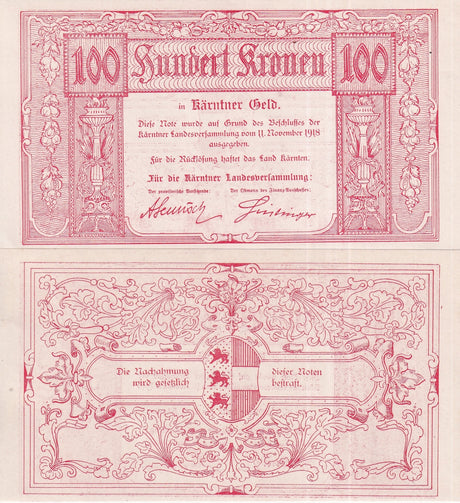 100 Hundert Kronen 100
in Kärntner Geld.
Diese Note wurde auf Grund des Beschlusses der
Kärntner Landesversammlung vom 11. November 1918
ausgegeben.
Für die Rücklösung haftet das Land Kärnten.
Für die Kärntner Landesversammlung:
Der provisorische Vorsitzende: Der Obmann des Finanz-Ausschusses:
Die Nachahmung dieser Noten
wird gesetzlich bestraft.